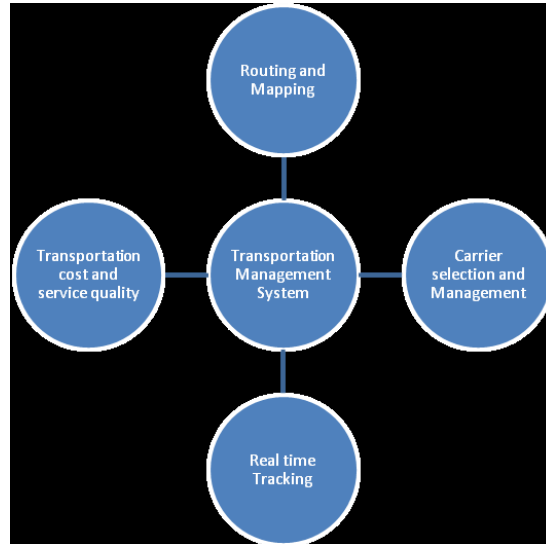 Routing and
Mapping
Transportation
cost and
service quality
Transportation
Management
System
Carrier
selection and
Management
Real time
Tracking